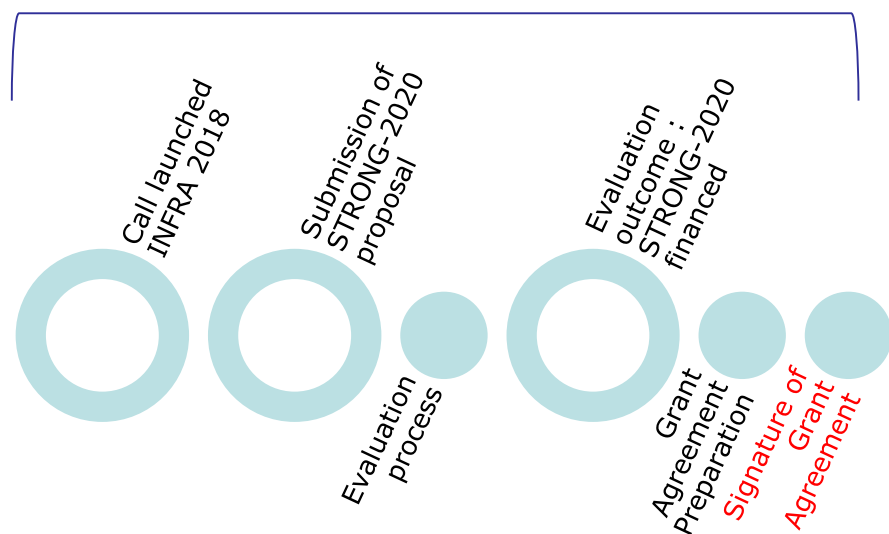 Call launched
INFRA 2018
Submission of
STRONG-2020
proposal
Evaluation
process
Evaluation
outcome :
STRONG-2020
financed
Grant
Agreement
Preparation
Signature of
Grant
Agreement